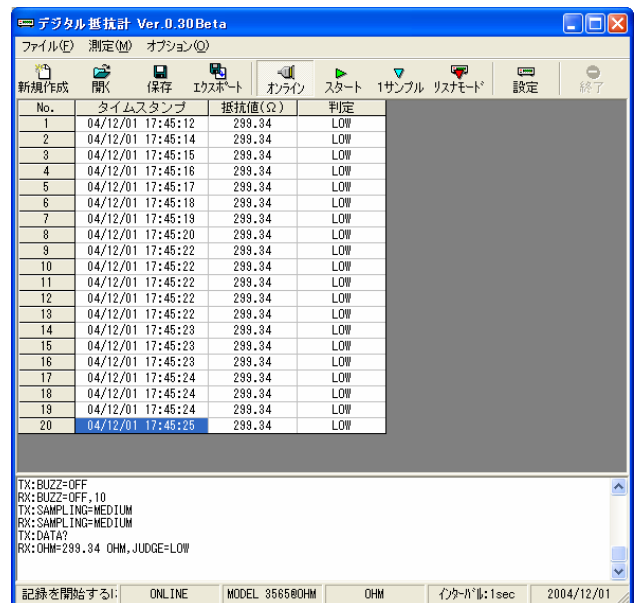 デジタル抵抗計 Ver.0.30Beta
ファイル(F) 測定(M) オプション(O)
新規作成 開く 保存 エクスポート オンライン スタート 1サンプル リスナモード 設定 終了
No. タイムスタンプ 抵抗値(Ω) 判定
1 04/12/01 17:45:12 299.34 LOW
2 04/12/01 17:45:14 299.34 LOW
3 04/12/01 17:45:15 299.34 LOW
4 04/12/01 17:45:16 299.34 LOW
5 04/12/01 17:45:17 299.34 LOW
6 04/12/01 17:45:18 299.34 LOW
7 04/12/01 17:45:19 299.34 LOW
8 04/12/01 17:45:20 299.34 LOW
9 04/12/01 17:45:22 299.34 LOW
10 04/12/01 17:45:22 299.34 LOW
11 04/12/01 17:45:22 299.34 LOW
12 04/12/01 17:45:22 299.34 LOW
13 04/12/01 17:45:22 299.34 LOW
14 04/12/01 17:45:23 299.34 LOW
15 04/12/01 17:45:23 299.34 LOW
16 04/12/01 17:45:23 299.34 LOW
17 04/12/01 17:45:24 299.34 LOW
18 04/12/01 17:45:24 299.34 LOW
19 04/12/01 17:45:24 299.34 LOW
20 04/12/01 17:45:25 299.34 LOW
TX:BUZZ=OFF
RX:BUZZ=OFF,10
TX:SAMPLING=MEDIUM
RX:SAMPLING=MEDIUM
TX:DATA?
RX:OHM=299.34 OHM,JUDGE=LOW
記録を開始するに ONLINE MODEL 3565@OHM OHM インターバル:1sec 2004/12/01